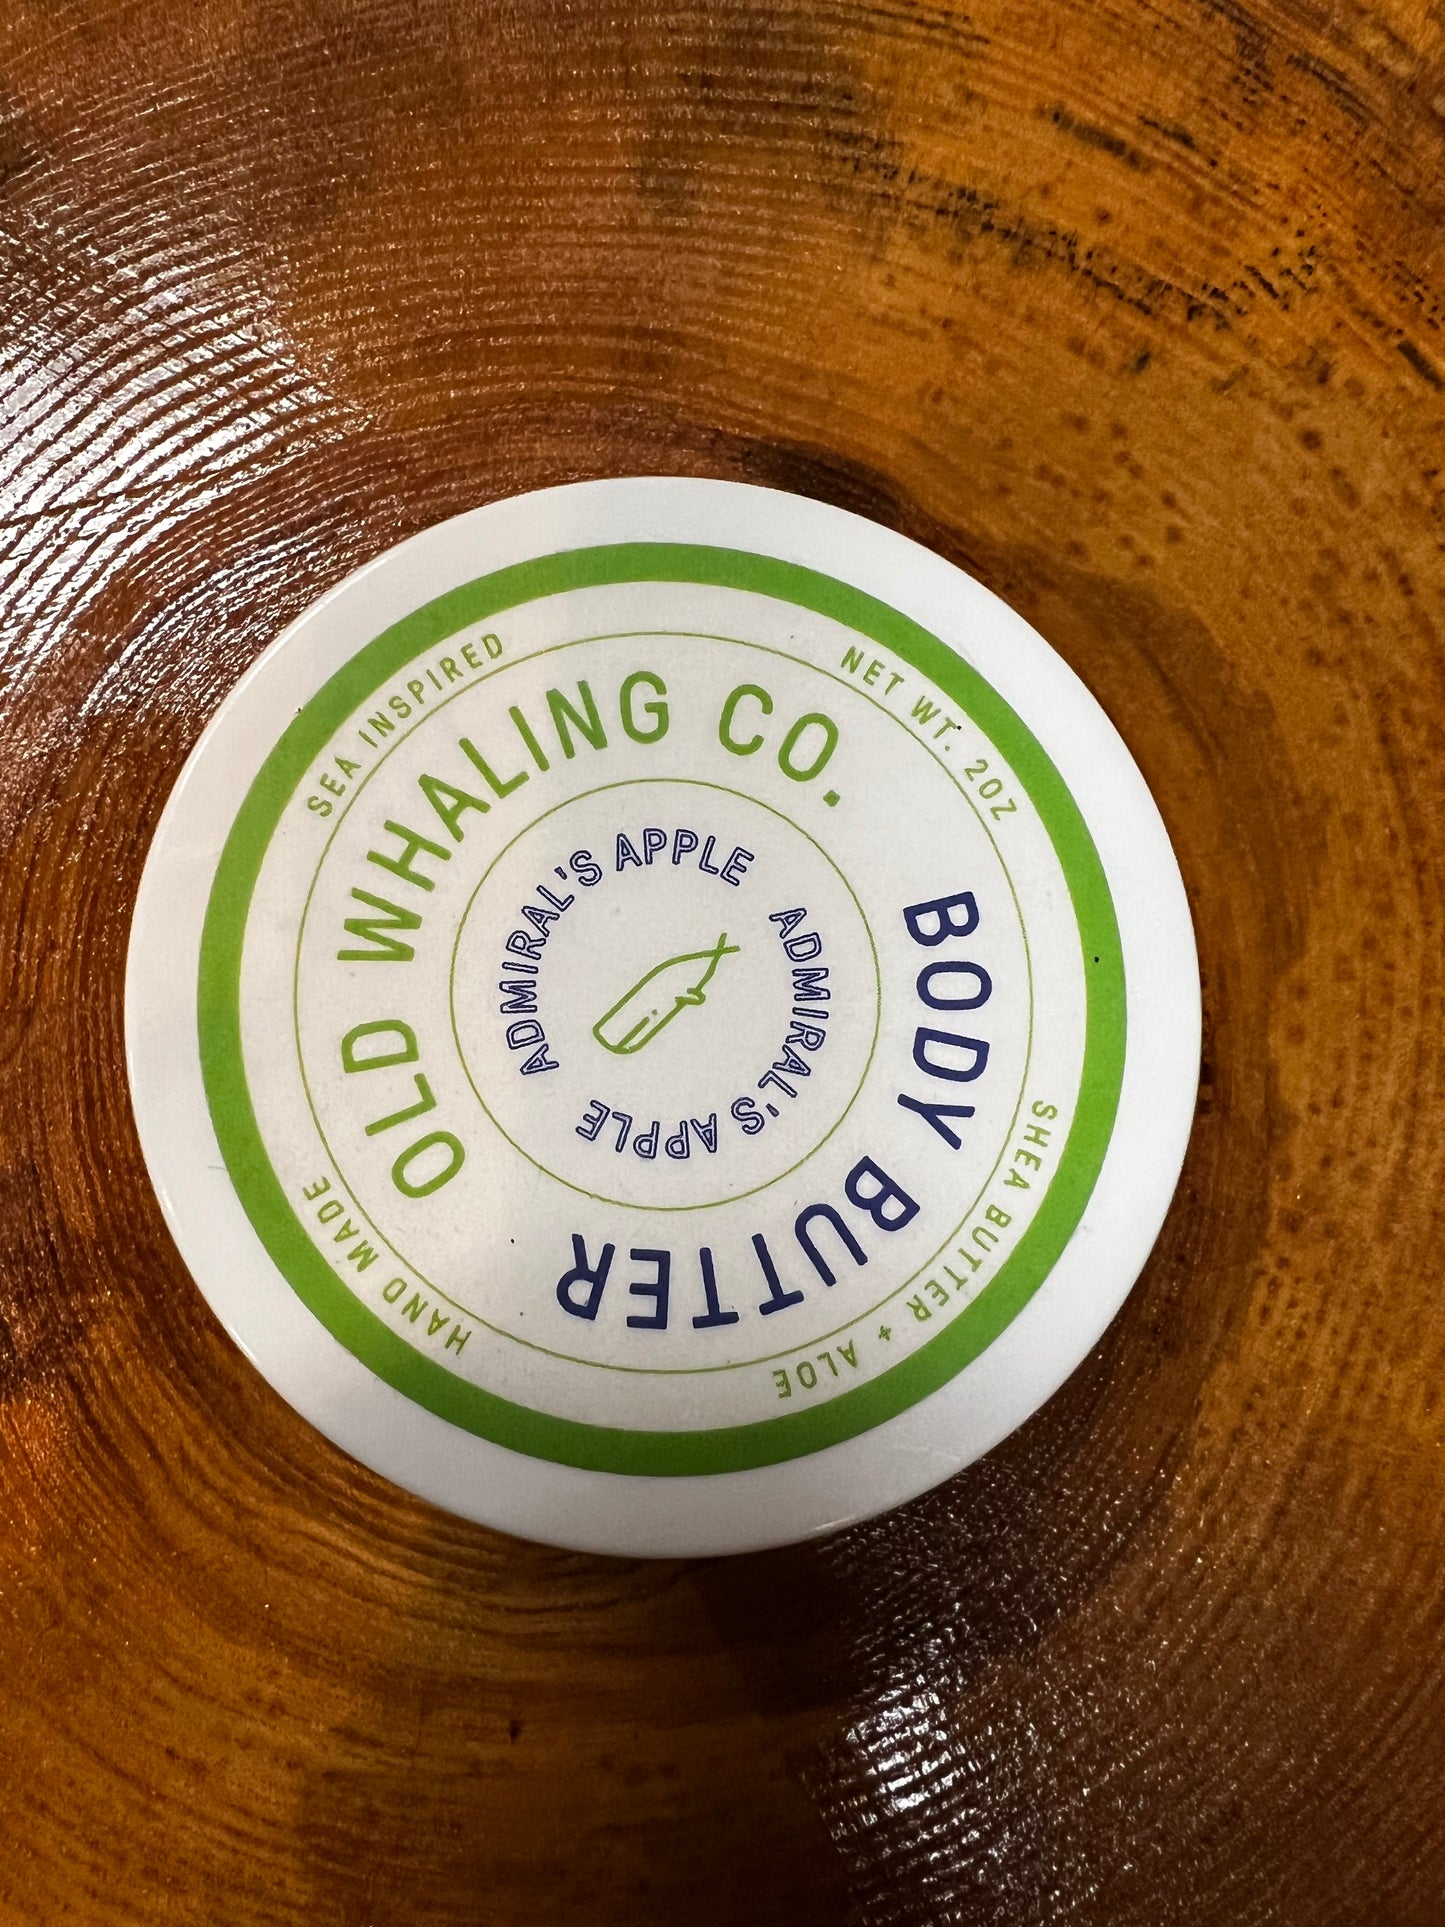 SEA INSPIRED
NET WT. 2OZ
OLD WHALING CO.
ADMIRAL'S APPLE
ADMIRAL'S APPLE
BODY BUTTER
SHEA BUTTER + ALOE
HAND MADE